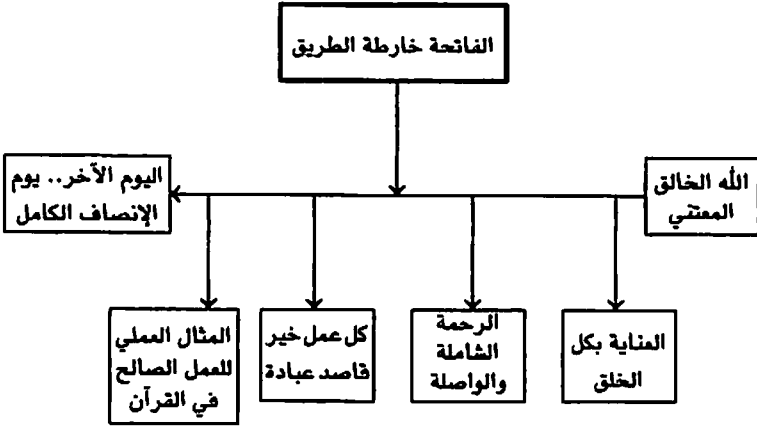 الفاتحة خارطة الطريق
الله الخالق
المعتني
اليوم الآخر.. يوم
الإنصاف الكامل
العناية بكل
الخلق
الرحمة
الشاملة
والواصلة
كل عمل خير
قاصد عبادة
المثال العملي
للعمل الصالح
في القرآن